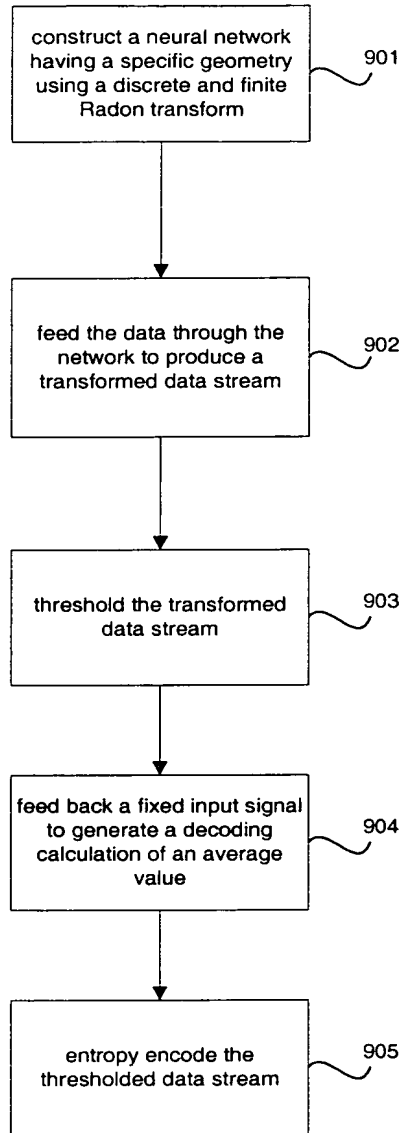 construct a neural network
having a specific geometry
using a discrete and finite
Radon transform
901
feed the data through the
network to produce a
transformed data stream
902
threshold the transformed
data stream
903
feed back a fixed input signal
to generate a decoding
calculation of an average
value
904
entropy encode the
thresholded data stream
905